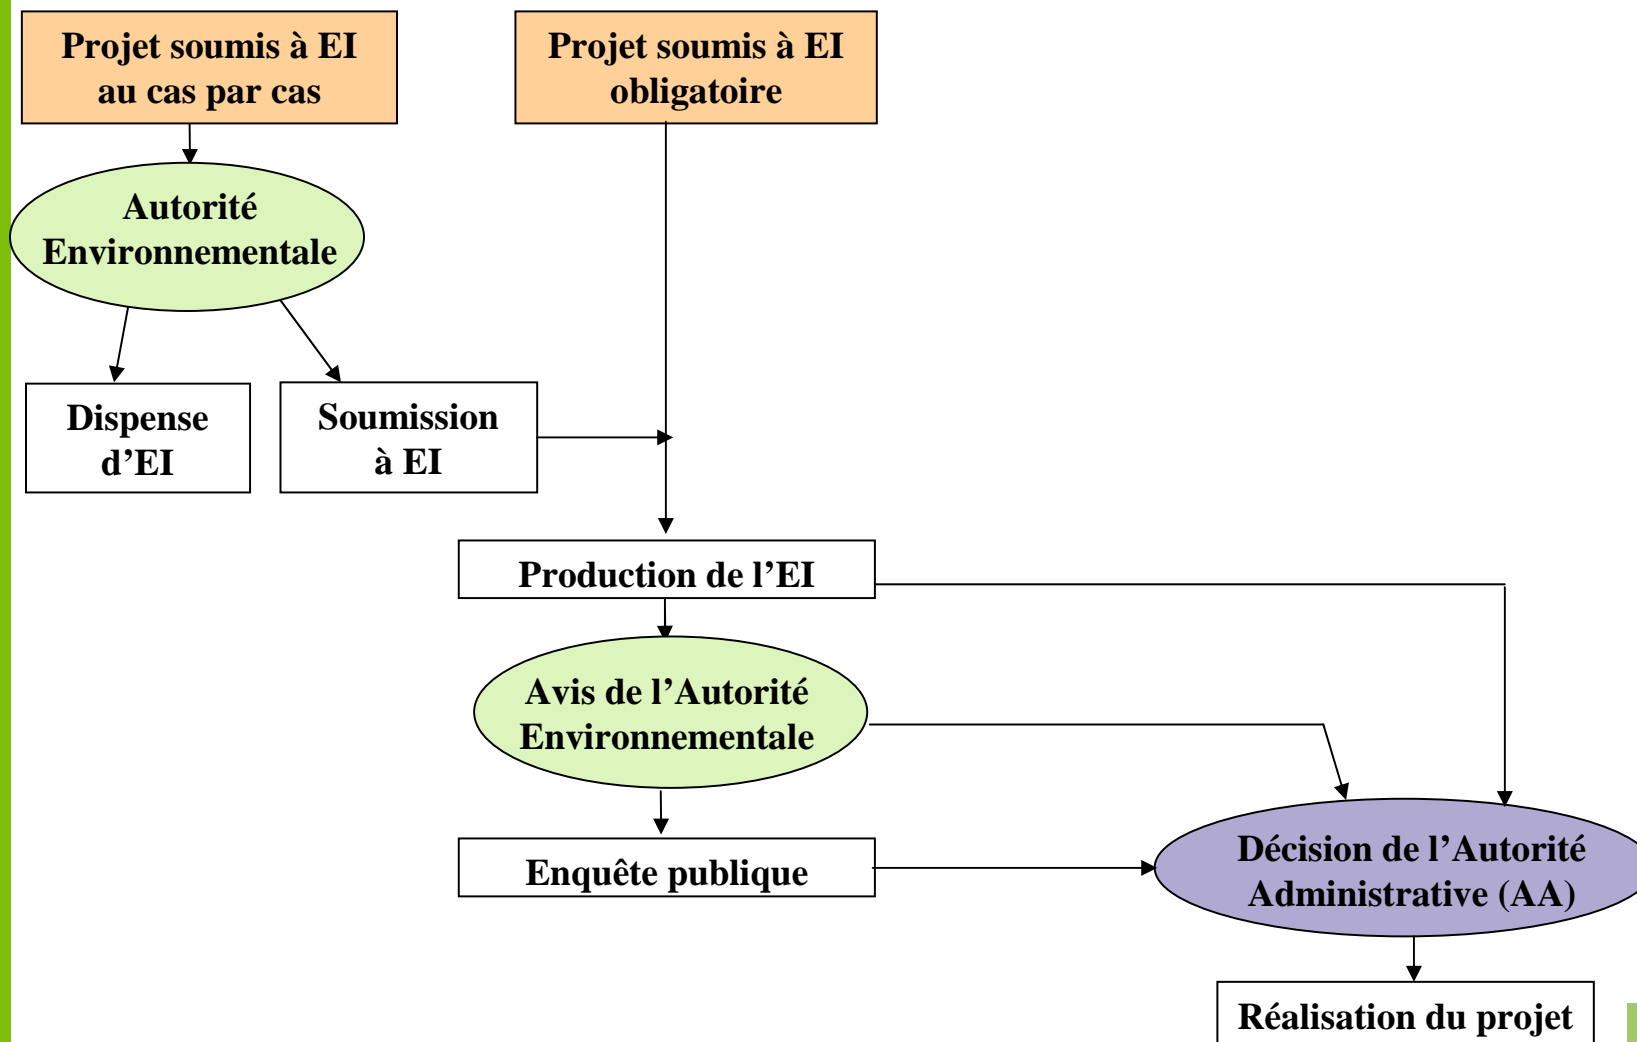 Projet soumis à EI
au cas par cas
Projet soumis à EI
obligatoire
Autorité
Environnementale
Dispense
d’EI
Soumission
à EI
Production de l’EI
Avis de l’Autorité
Environnementale
Enquête publique
Décision de l’Autorité
Administrative (AA)
Réalisation du projet